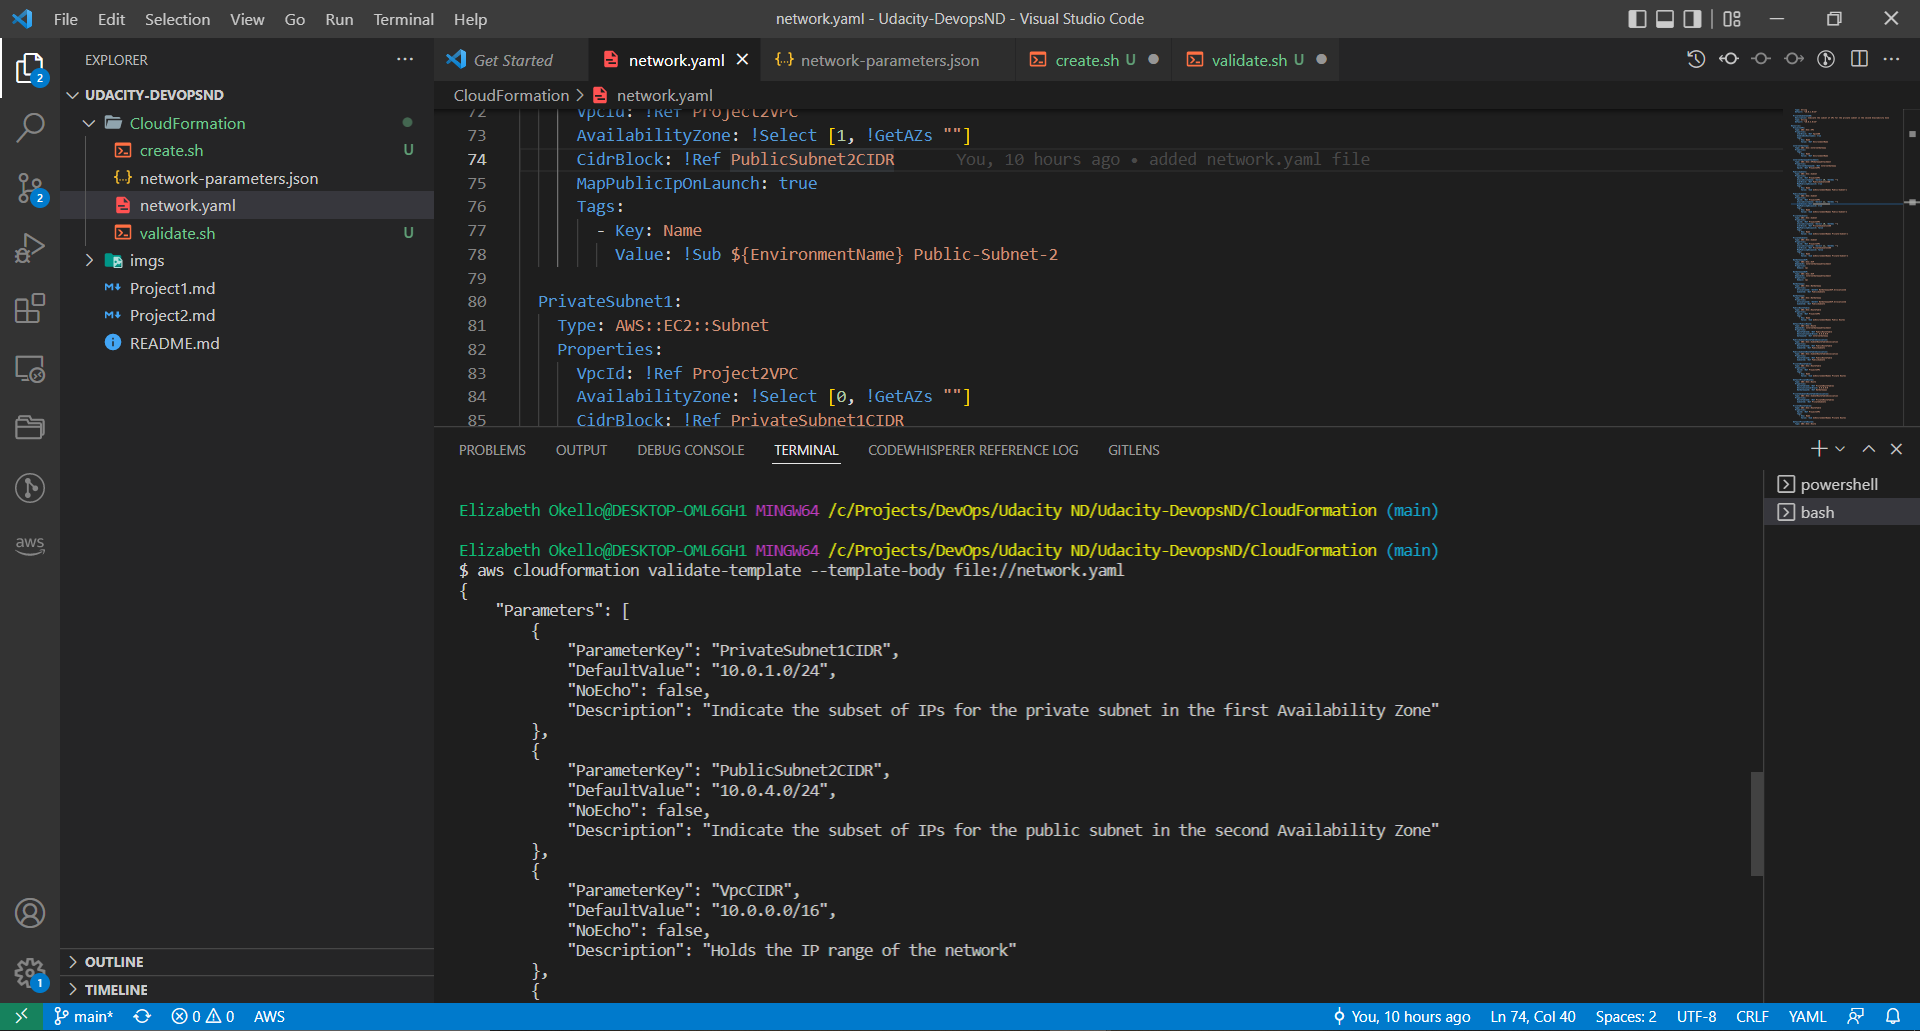 File Edit Selection View Go Run Terminal Help
network.yaml - Udacity-DevopsND - Visual Studio Code
EXPLORER
UDACITY-DEVOPSND
CloudFormation
create.sh U
network-parameters.json
network.yaml
validate.sh U
imgs
Project1.md
Project2.md
README.md
OUTLINE
TIMELINE
2
2
aws
1
Get Started network.yaml network-parameters.json create.sh U validate.sh U
CloudFormation > network.yaml
72 VpcId: !Ref Project2VPC
73 AvailabilityZone: !Select [1, !GetAZs ""]
74 CidrBlock: !Ref PublicSubnet2CIDR You, 10 hours ago • added network.yaml file
75 MapPublicIpOnLaunch: true
76 Tags:
77 - Key: Name
78 Value: !Sub ${EnvironmentName} Public-Subnet-2
79
80 PrivateSubnet1:
81 Type: AWS::EC2::Subnet
82 Properties:
83 VpcId: !Ref Project2VPC
84 AvailabilityZone: !Select [0, !GetAZs ""]
85 CidrBlock: !Ref PrivateSubnet1CIDR
PROBLEMS OUTPUT DEBUG CONSOLE TERMINAL CODEWHISPERER REFERENCE LOG GITLENS
powershell
bash
Elizabeth Okello@DESKTOP-OML6GH1 MINGW64 /c/Projects/DevOps/Udacity ND/Udacity-DevopsND/CloudFormation (main)
Elizabeth Okello@DESKTOP-OML6GH1 MINGW64 /c/Projects/DevOps/Udacity ND/Udacity-DevopsND/CloudFormation (main)
$ aws cloudformation validate-template --template-body file://network.yaml
{
"Parameters": [
{
"ParameterKey": "PrivateSubnet1CIDR",
"DefaultValue": "10.0.1.0/24",
"NoEcho": false,
"Description": "Indicate the subset of IPs for the private subnet in the first Availability Zone"
},
{
"ParameterKey": "PublicSubnet2CIDR",
"DefaultValue": "10.0.4.0/24",
"NoEcho": false,
"Description": "Indicate the subset of IPs for the public subnet in the second Availability Zone"
},
{
"ParameterKey": "VpcCIDR",
"DefaultValue": "10.0.0.0/16",
"NoEcho": false,
"Description": "Holds the IP range of the network"
},
{
main* 0 0 AWS You, 10 hours ago Ln 74, Col 40 Spaces: 2 UTF-8 CRLF YAML